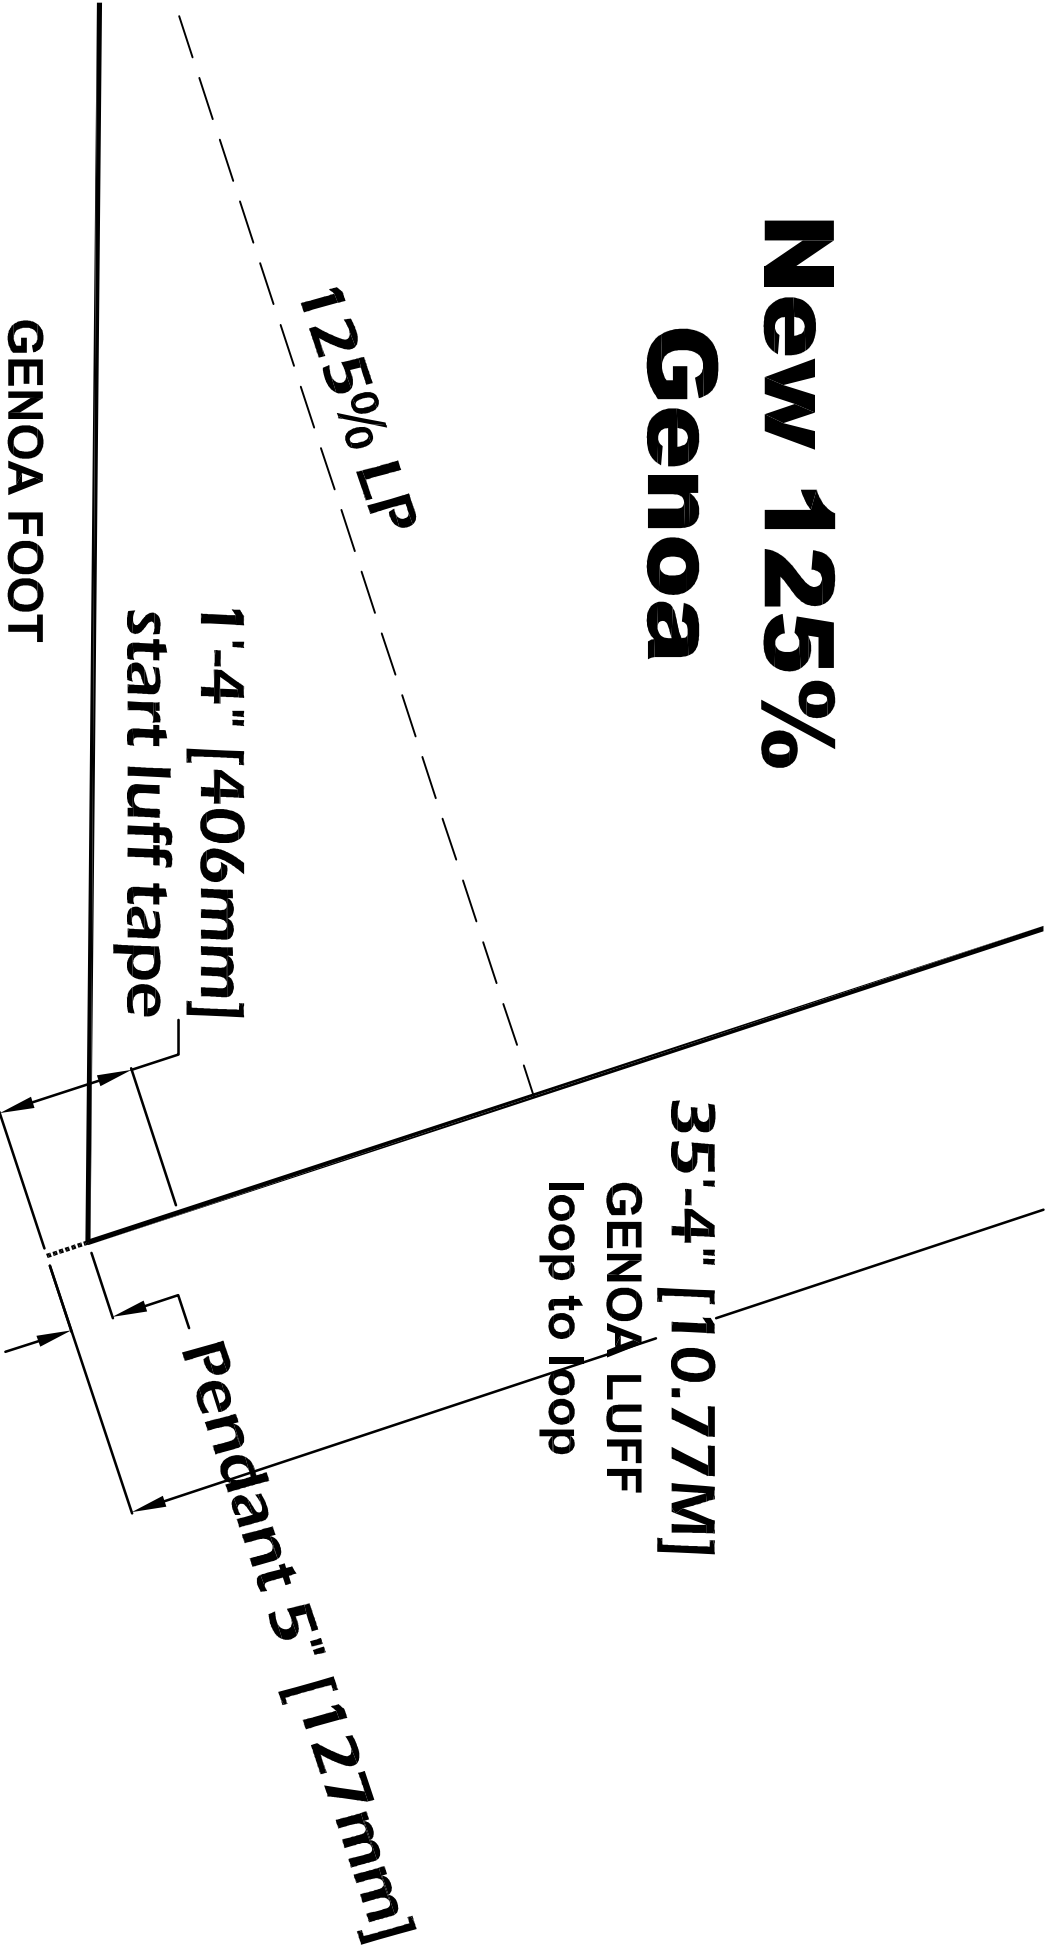 New 125%
Genoa
35'-4" [10.77M]
GENOA LUFF
loop to loop
125% LP
1'-4" [406mm]
start luff tape
Pendant 5" [127mm]
GENOA FOOT